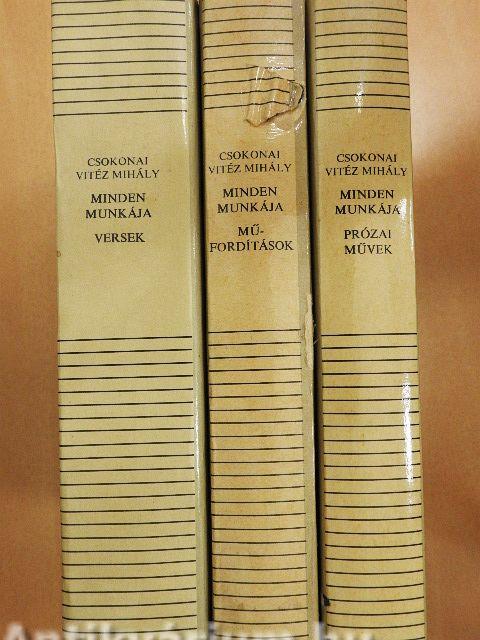 CSOKONAI
VITÉZ MIHÁLY
MINDEN
MUNKÁJA
VERSEK
CSOKONAI
VITÉZ MIHÁLY
MINDEN
MUNKÁJA
MŰ-
FORDÍTÁSOK
CSOKONAI
VITÉZ MIHÁLY
MINDEN
MUNKÁJA
PRÓZAI
MŰVEK